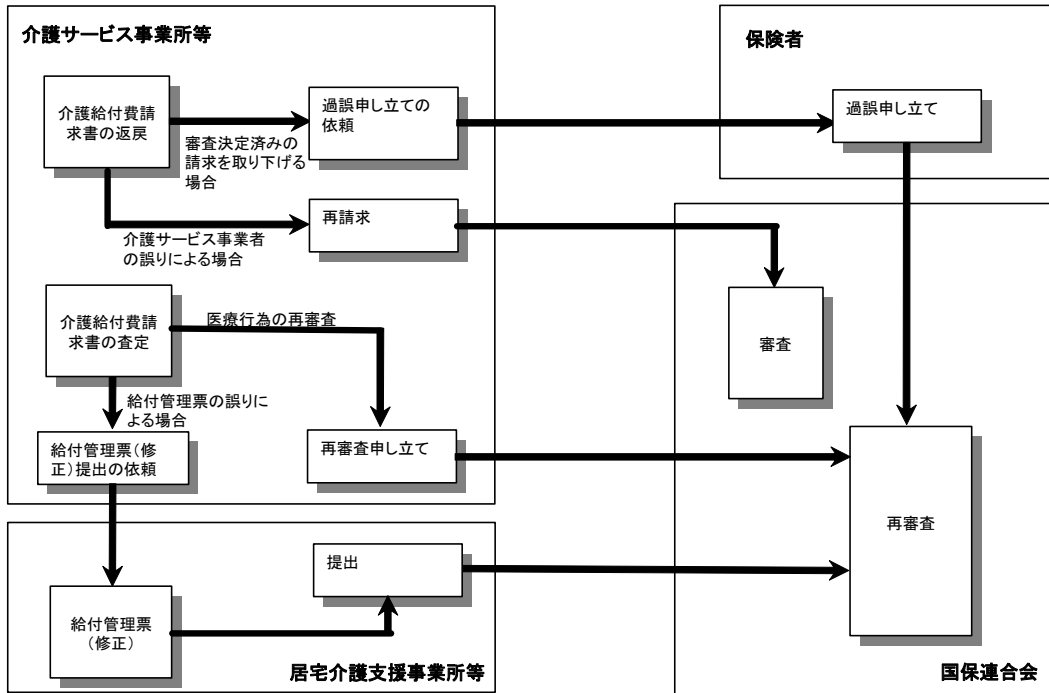 介護サービス事業所等
保険者
介護給付費請
求書の返戻
過誤申し立ての
依頼
過誤申し立て
審査決定済みの
請求を取り下げる
場合
再請求
介護サービス事業者
の誤りによる場合
介護給付費請
求書の査定
医療行為の再審査
審査
給付管理票の誤りに
よる場合
給付管理票(修
正)提出の依頼
再審査申し立て
再審査
提出
給付管理票
(修正)
居宅介護支援事業所等
国保連合会